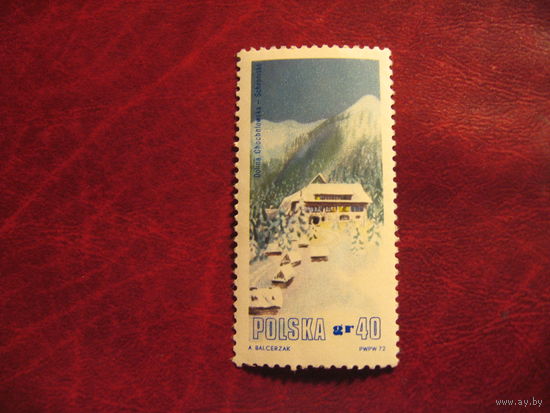 Dolina Chochołowska – Schronisko
POLSKA gr 40
A. BALCERZAK PWPW 72
www.ay.by